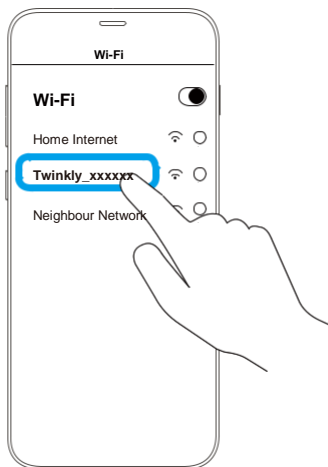 Wi-Fi
Wi-Fi
Home Internet
Twinkly_xxxxxx
Neighbour Network